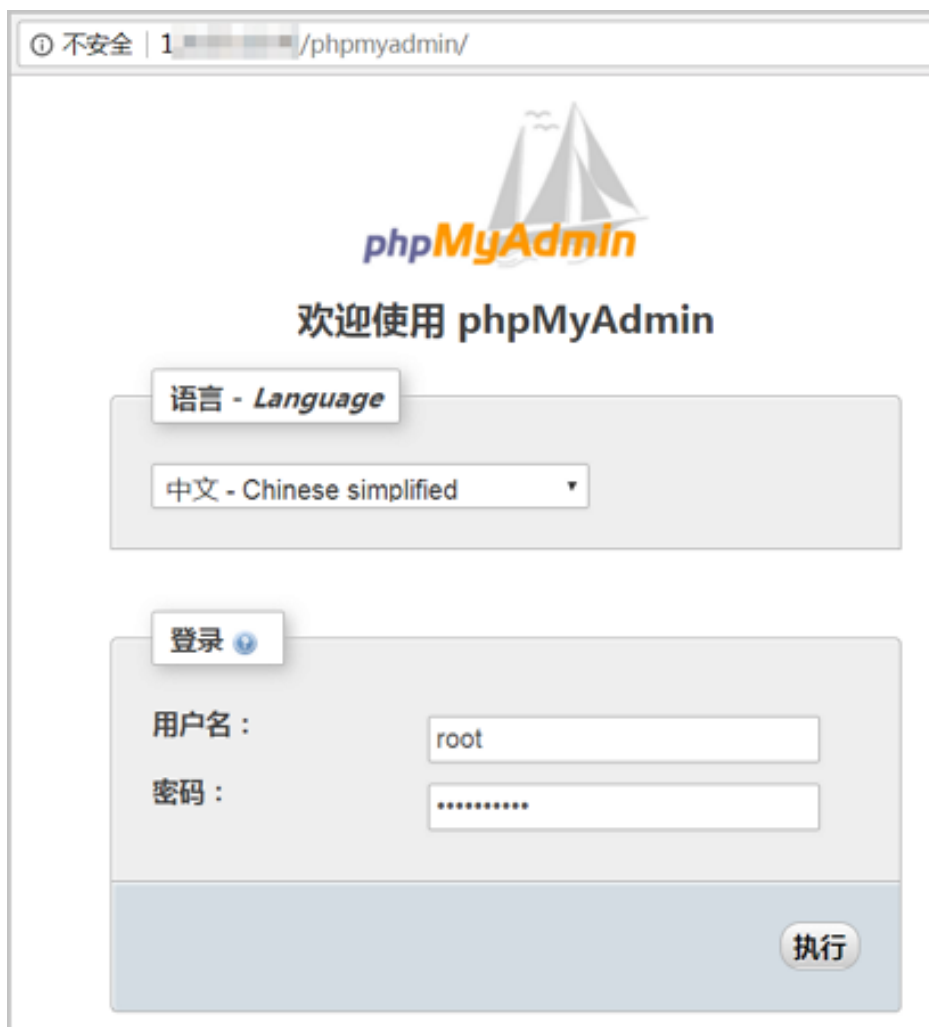 不安全 | 1 /phpmyadmin/
phpMyAdmin
欢迎使用 phpMyAdmin
语言 - Language
中文 - Chinese simplified
登录
用户名：
root
密码：
••••••••••
执行